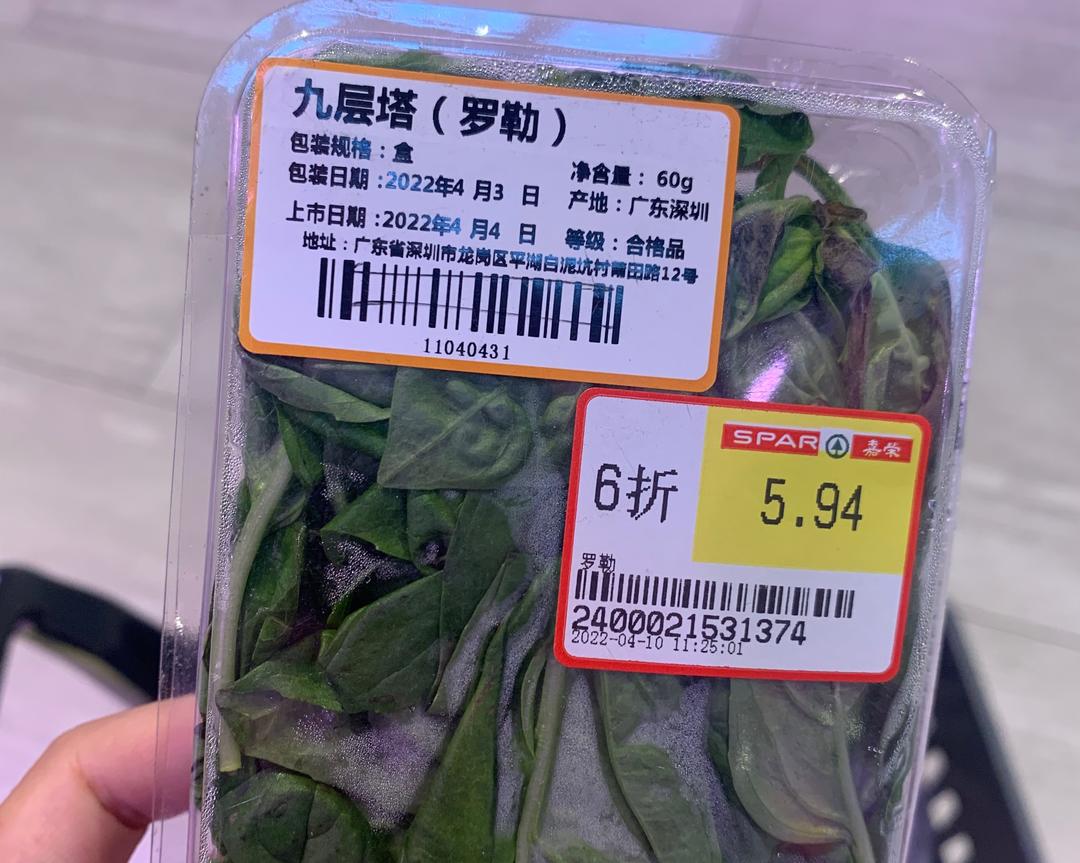 九层塔（罗勒）
包装规格：盒
净含量： 60g
包装日期：2022年4 月3 日
产地：广东深圳
上市日期：2022年4 月4 日
等级：合格品
地址：广东省深圳市龙岗区平湖白泥坑村莆田路12号
11040431
SPAR 嘉荣
6折
5.94
罗勒
2400021531374
2022-04-10 11:25:01